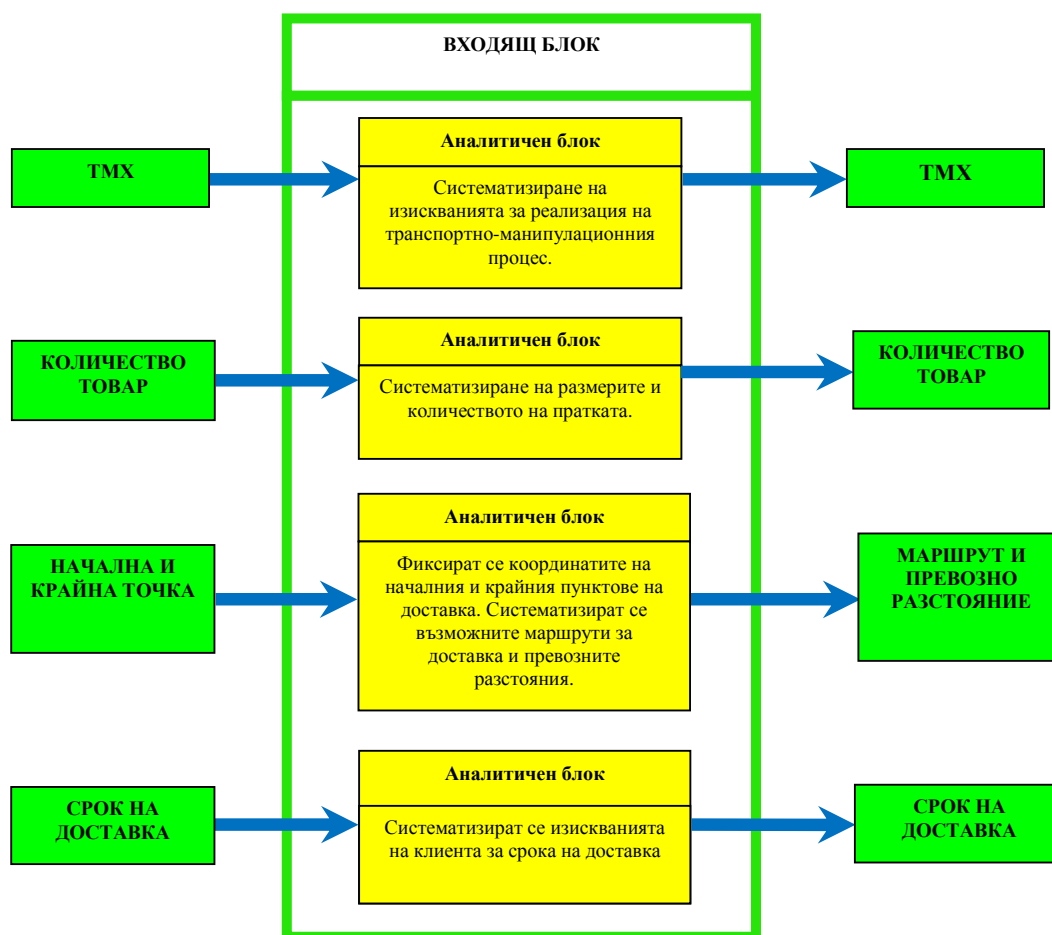 ВХОДЯЩ БЛОК
ТМХ
Аналитичен блок
Систематизиране на
изискванията за реализация на
транспортно-манипулационния
процес.
ТМХ
КОЛИЧЕСТВО
ТОВАР
Аналитичен блок
Систематизиране на размерите и
количеството на пратката.
КОЛИЧЕСТВО
ТОВАР
НАЧАЛНА И
КРАЙНА ТОЧКА
Аналитичен блок
Фиксират се координатите на
началния и крайния пунктове на
доставка. Систематизират се
възможните маршрути за
доставка и превозните
разстояния.
МАРШРУТ И
ПРЕВОЗНО
РАЗСТОЯНИЕ
СРОК НА
ДОСТАВКА
Аналитичен блок
Систематизират се изискванията
на клиента за срока на доставка
СРОК НА
ДОСТАВКА